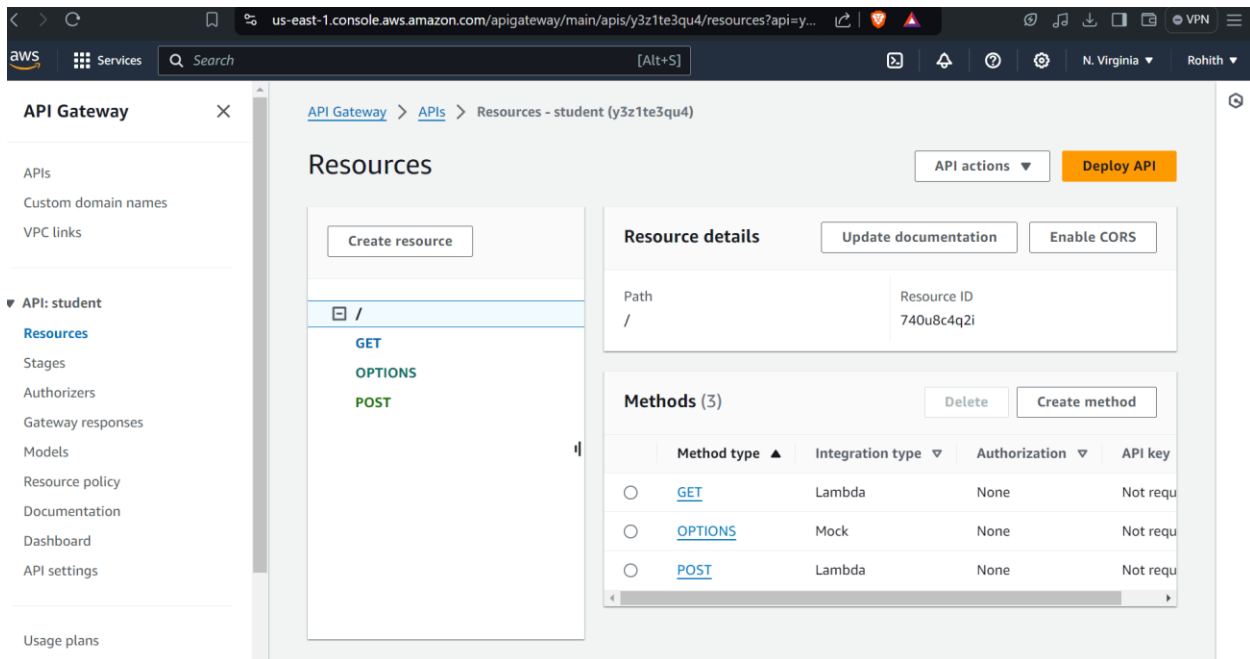 us-east-1.console.aws.amazon.com/apigateway/main/apis/y3z1te3qu4/resources?api=y...
VPN
aws
Services
Search
[Alt+S]
N. Virginia
Rohith
API Gateway
APIs
Custom domain names
VPC links
API: student
Resources
Stages
Authorizers
Gateway responses
Models
Resource policy
Documentation
Dashboard
API settings
Usage plans
API Gateway > APIs > Resources - student (y3z1te3qu4)
Resources
API actions
Deploy API
Create resource
/
GET
OPTIONS
POST
Resource details
Update documentation
Enable CORS
Path
/
Resource ID
740u8c4q2i
Methods (3)
Delete
Create method
Method type Integration type Authorization API key
GET Lambda None Not requ
OPTIONS Mock None Not requ
POST Lambda None Not requ